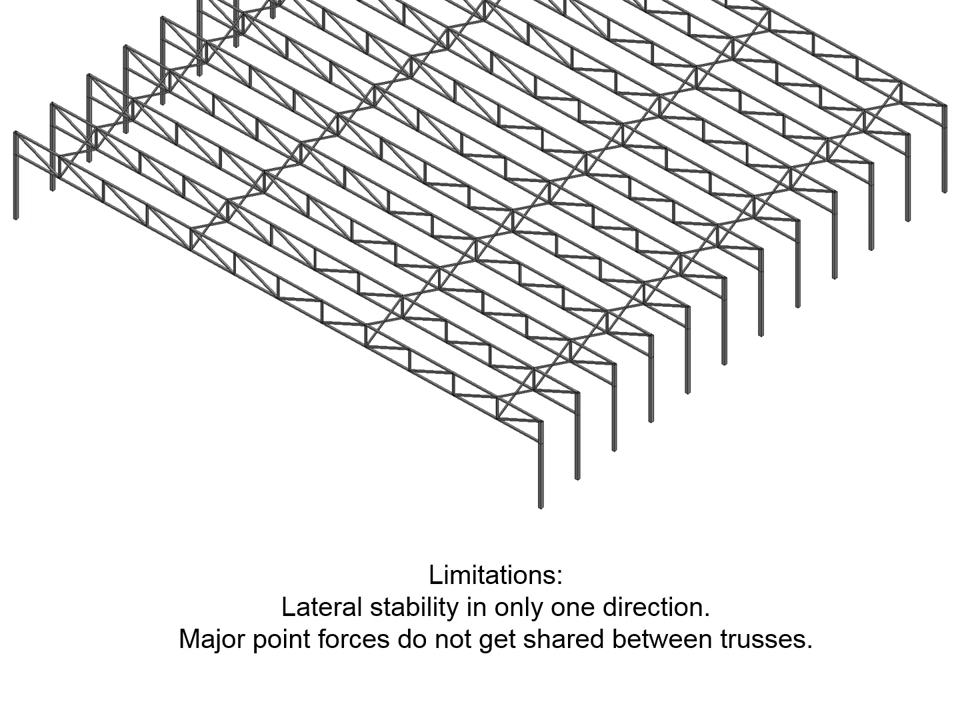 Limitations:
Lateral stability in only one direction.
Major point forces do not get shared between trusses.